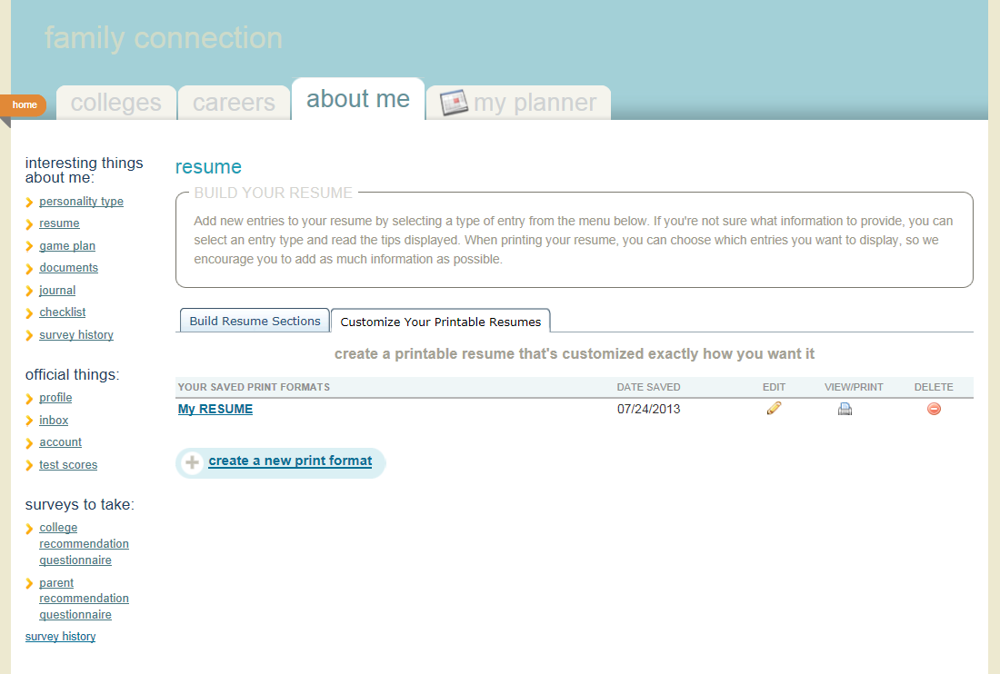 family connection
home
colleges
careers
about me
my planner
interesting things
about me:
personality type
resume
game plan
documents
journal
checklist
survey history
official things:
profile
inbox
account
test scores
surveys to take:
college
recommendation
questionnaire
parent
recommendation
questionnaire
survey history
resume
BUILD YOUR RESUME
Add new entries to your resume by selecting a type of entry from the menu below. If you're not sure what information to provide, you can
select an entry type and read the tips displayed. When printing your resume, you can choose which entries you want to display, so we
encourage you to add as much information as possible.
Build Resume Sections
Customize Your Printable Resumes
create a printable resume that's customized exactly how you want it
YOUR SAVED PRINT FORMATS DATE SAVED EDIT VIEW/PRINT DELETE
My RESUME 07/24/2013
create a new print format